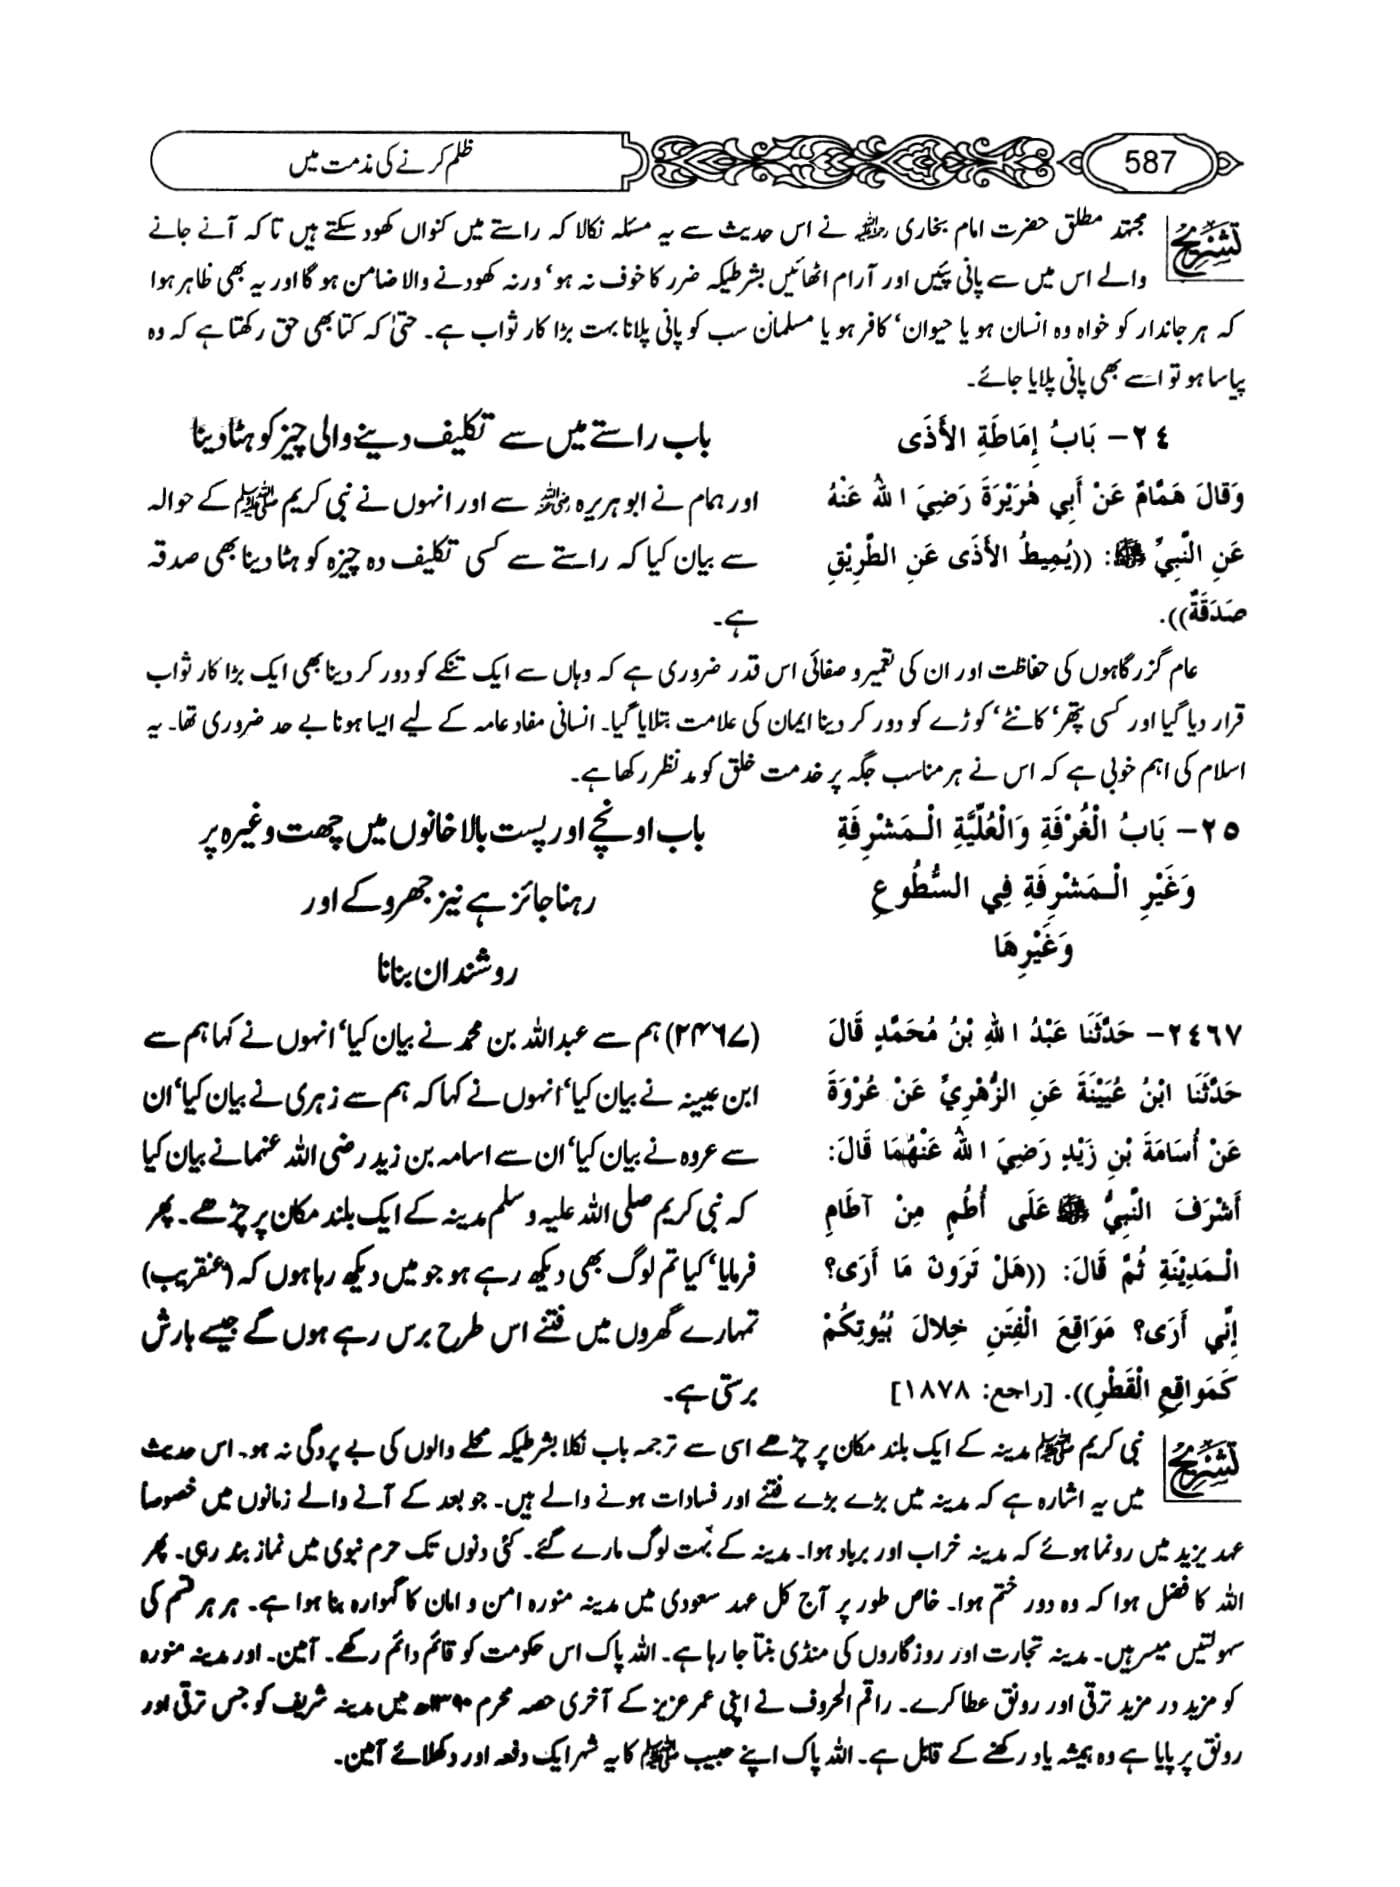 587
ظلم کرنے کی مذمت میں
تشریح
مجتہد مطلق حضرت امام بخاری رحمۃ اللہ علیہ نے اس حدیث سے یہ مسئلہ نکالا کہ راستے میں کنواں کھود سکتے ہیں تاکہ آنے جانے
والے اس میں سے پانی پئیں اور آرام اٹھائیں بشرطیکہ ضرر کا خوف نہ ہو‘ ورنہ کھودنے والا ضامن ہو گا اور یہ بھی ظاہر ہوا
کہ ہر جاندار کو خواہ وہ انسان ہو یا حیوان‘ کافر ہو یا مسلمان سب کو پانی پلانا بہت بڑا کار ثواب ہے۔ حتیٰ کہ کتا بھی حق رکھتا ہے کہ وہ
پیاسا ہو تو اسے بھی پانی پلایا جائے۔
٢٤- بَابُ إِمَاطَةِ الأَذَى
وَقَالَ هَمَّامٌ عَنْ أَبِي هُرَيْرَةَ رَضِيَ اللهُ عَنْهُ
عَنِ النَّبِيِّ ﷺ: ((يُمِيطُ الأَذَى عَنِ الطَّرِيْقِ
صَدَقَةٌ)).
باب راستے میں سے تکلیف دینے والی چیز کو ہٹا دینا
اور ہمام نے ابو ہریرہ رضی اللہ عنہ سے اور انہوں نے نبی کریم ﷺ کے حوالہ
سے بیان کیا کہ راستے سے کسی تکلیف دہ چیزہ کو ہٹا دینا بھی صدقہ
ہے۔
عام گزر گاہوں کی حفاظت اور ان کی تعمیر و صفائی اس قدر ضروری ہے کہ وہاں سے ایک تنکے کو دور کر دینا بھی ایک بڑا کار ثواب
قرار دیا گیا اور کسی پتھر‘ کانٹے‘ کوڑے کو دور کر دینا ایمان کی علامت بتلایا گیا۔ انسانی مفاد عامہ کے لیے ایسا ہونا بے حد ضروری تھا۔ یہ
اسلام کی اہم خوبی ہے کہ اس نے ہر مناسب جگہ پر خدمت خلق کو مد نظر رکھا ہے۔
٢٥- بَابُ الْغُرْفَةِ وَالْعُلِّيَّةِ الْمَشْرِفَةِ
وَغَيْرِ الْمَشْرِفَةِ فِي السُّطُوعِ
وَغَيْرِهَا
باب اونچے اور پست بالا خانوں میں چھت وغیرہ پر
رہنا جائز ہے نیز جھروکے اور
روشندان بنانا
٢٤٦٧- حَدَّثَنَا عَبْدُ اللهِ بْنُ مُحَمَّدٍ قَالَ
حَدَّثَنَا ابْنُ عُيَيْنَةَ عَنِ الزُّهْرِيِّ عَنْ عُرْوَةَ
عَنْ أُسَامَةَ بْنِ زَيْدٍ رَضِيَ اللهُ عَنْهُمَا قَالَ:
أَشْرَفَ النَّبِيُّ ﷺ عَلَى أُطُمٍ مِنْ آطَامِ
الْمَدِيْنَةِ ثُمَّ قَالَ: ((هَلْ تَرَوْنَ مَا أَرَى؟
إِنِّي أَرَى؟ مَوَاقِعَ الْفِتَنِ خِلاَلَ بُيُوتِكُمْ
كَمَوَاقِعِ الْقَطْرِ)). [راجع: ١٨٧٨]
(۲۴۶۷) ہم سے عبداللہ بن محمد نے بیان کیا‘ انہوں نے کہا ہم سے
ابن عیینہ نے بیان کیا‘ انہوں نے کہا کہ ہم سے زہری نے بیان کیا‘ ان
سے عروہ نے بیان کیا‘ ان سے اسامہ بن زید رضی اللہ عنہما نے بیان کیا
کہ نبی کریم صلی اللہ علیہ و سلم مدینہ کے ایک بلند مکان پر چڑھے۔ پھر
فرمایا‘ کیا تم لوگ بھی دیکھ رہے ہو جو میں دیکھ رہا ہوں کہ (عنقریب)
تمہارے گھروں میں فتنے اس طرح برس رہے ہوں گے جیسے بارش
برستی ہے۔
تشریح
نبی کریم ﷺ مدینہ کے ایک بلند مکان پر چڑھے اسی سے ترجمہ باب نکلا بشرطیکہ محلے والوں کی بے پردگی نہ ہو۔ اس حدیث
میں یہ اشارہ ہے کہ مدینہ میں بڑے بڑے فتنے اور فسادات ہونے والے ہیں۔ جو بعد کے آنے والے زمانوں میں خصوصاً
عہد یزید میں رونما ہوئے کہ مدینہ خراب اور برباد ہوا۔ مدینہ کے بہت لوگ مارے گئے۔ کئی دنوں تک حرم نبوی میں نماز بند رہی۔ پھر
اللہ کا فضل ہوا کہ وہ دور ختم ہوا۔ خاص طور پر آج کل عہد سعودی میں مدینہ منورہ امن و امان کا گہوارہ بنا ہوا ہے۔ ہر ہر قسم کی
سہولتیں میسر ہیں۔ مدینہ تجارت اور روزگاروں کی منڈی بنتا جا رہا ہے۔ اللہ پاک اس حکومت کو قائم دائم رکھے۔ آمین۔ اور مدینہ منورہ
کو مزید در مزید ترقی اور رونق عطا کرے۔ راقم الحروف نے اپنی عمر عزیز کے آخری حصہ محرم ۱۳۹۰ھ میں مدینہ شریف کو جس ترقی اور
رونق پر پایا ہے وہ ہمیشہ یاد رکھنے کے قابل ہے۔ اللہ پاک اپنے حبیب ﷺ کا یہ شہر ایک دفعہ اور دکھلائے آمین۔